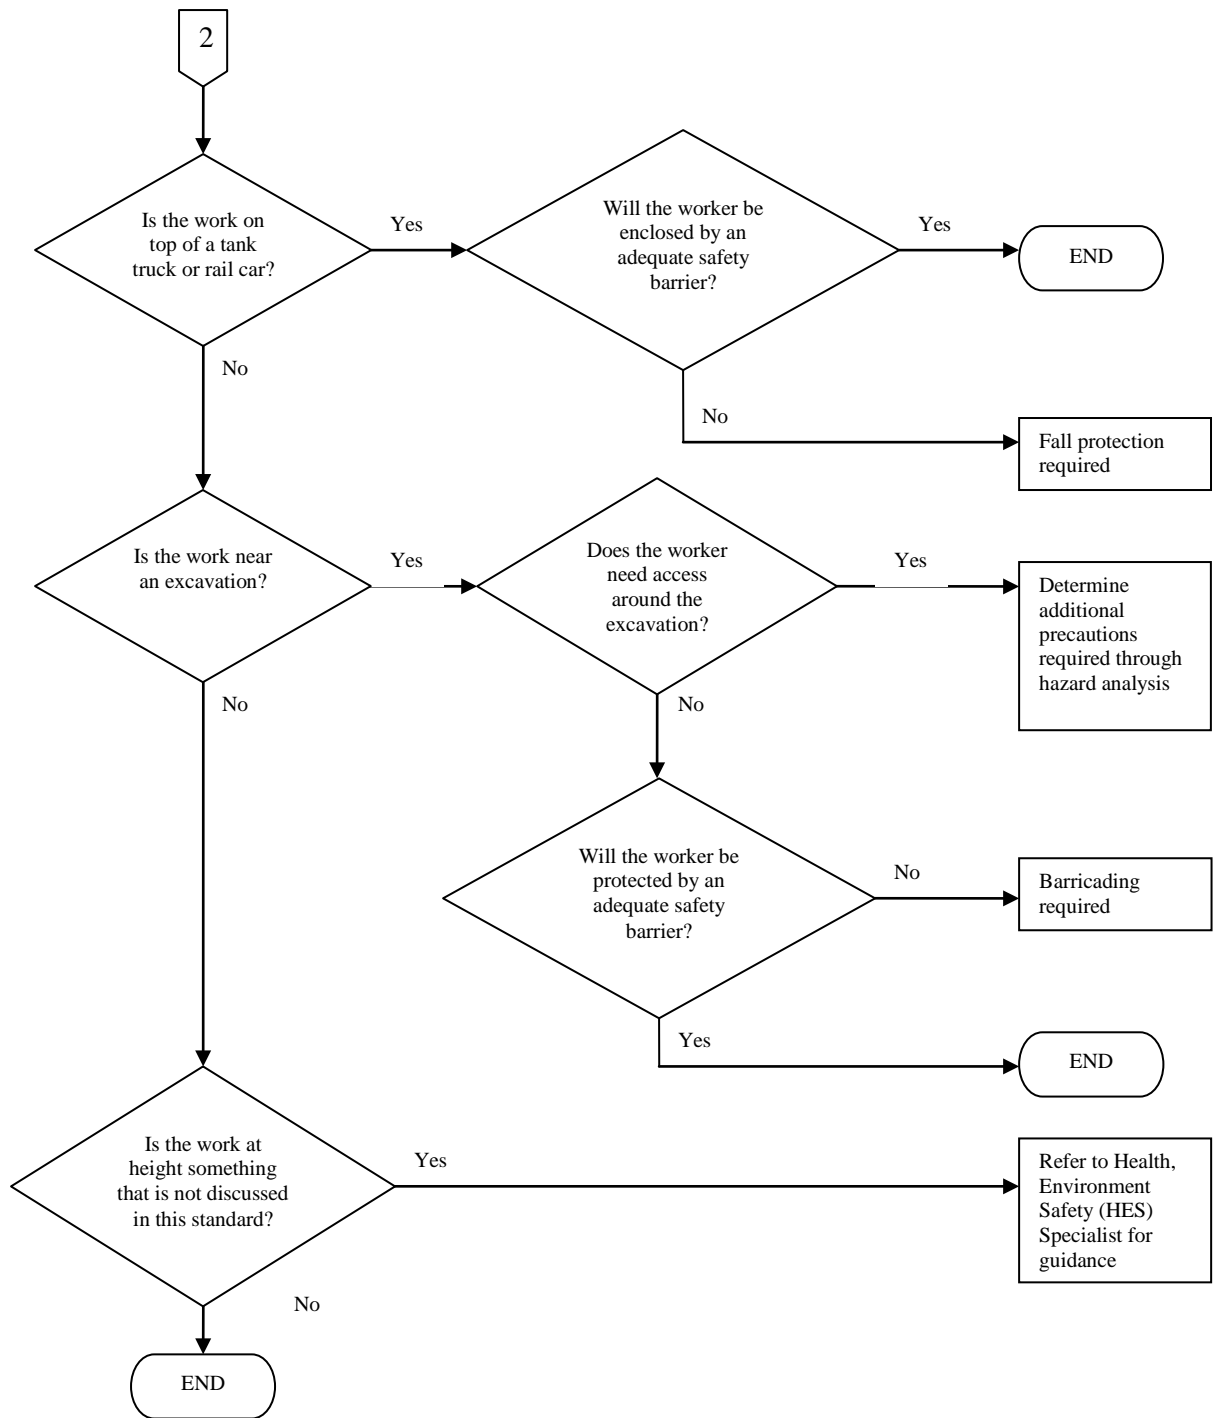 2
Is the work on
top of a tank
truck or rail car?
Yes
Will the worker be
enclosed by an
adequate safety
barrier?
Yes
END
No
No
Fall protection
required
Is the work near
an excavation?
Yes
Does the worker
need access
around the
excavation?
Yes
Determine
additional
precautions
required through
hazard analysis
No
No
Will the worker be
protected by an
adequate safety
barrier?
No
Barricading
required
Yes
END
Is the work at
height something
that is not discussed
in this standard?
Yes
Refer to Health,
Environment
Safety (HES)
Specialist for
guidance
No
END